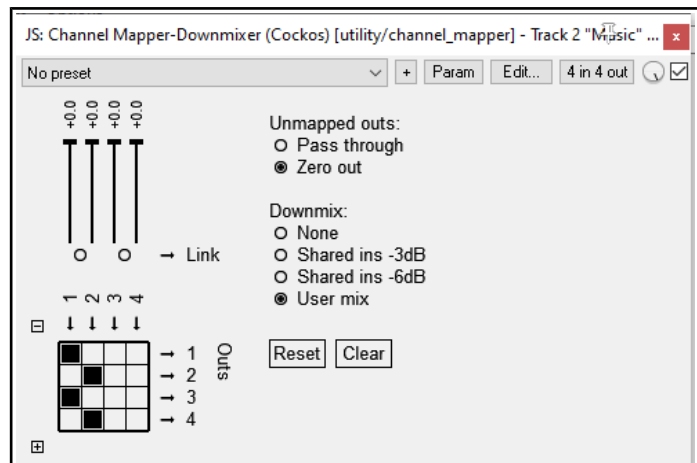 JS: Channel Mapper-Downmixer (Cockos) [utility/channel_mapper] - Track 2 "Music" ... x
No preset + Param Edit... 4 in 4 out
+0.0 +0.0 +0.0 +0.0
Unmapped outs:
Pass through
Zero out
Downmix:
None
→ Link
Shared ins -3dB
Shared ins -6dB
User mix
1 2 3 4
↓ ↓ ↓ ↓
Reset Clear
→ 1
→ 2
→ 3
→ 4
Outs